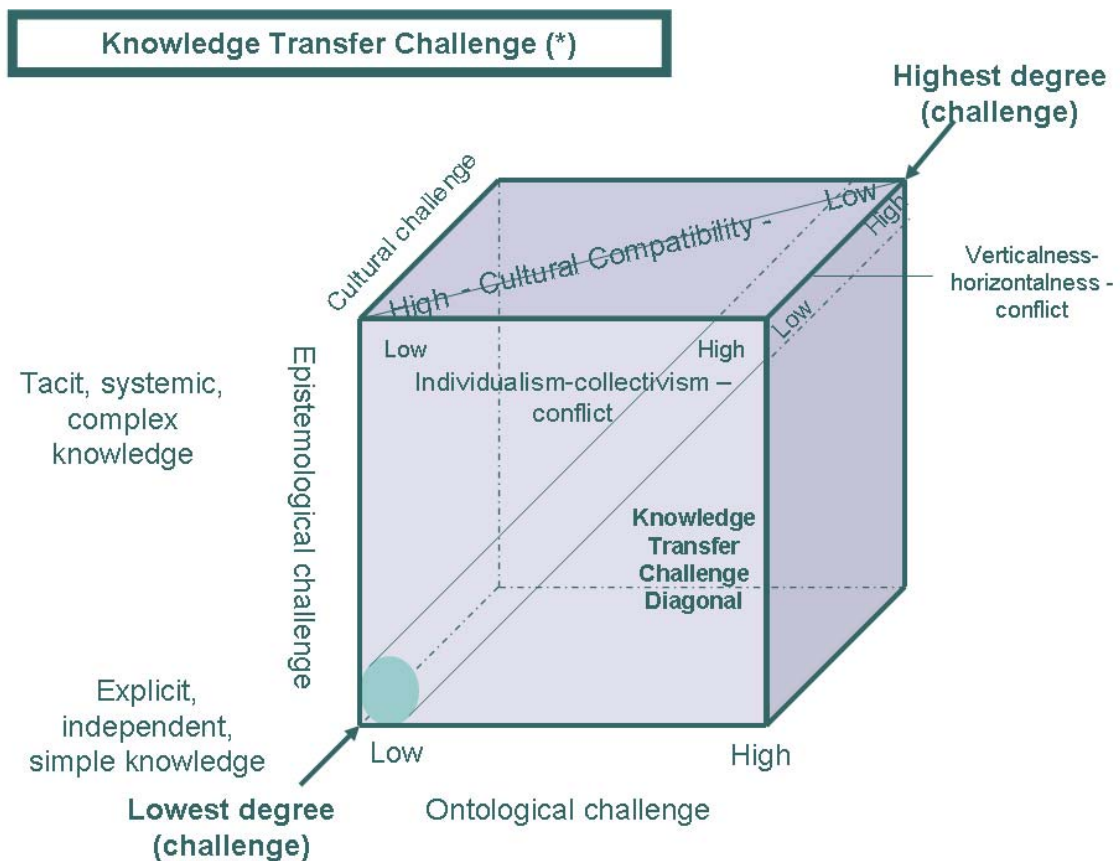 Knowledge Transfer Challenge (*)
Highest degree
(challenge)
Cultural challenge
High - Cultural Compatibility - Low
High
Low
Verticalness-
horizontalness -
conflict
Low
High
Individualism-collectivism –
conflict
Epistemological challenge
Tacit, systemic,
complex
knowledge
Knowledge
Transfer
Challenge
Diagonal
Explicit,
independent,
simple knowledge
Low
High
Lowest degree
(challenge)
Ontological challenge